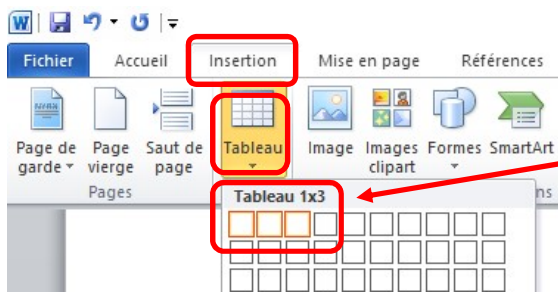 Fichier Accueil Insertion Mise en page Références
Page de garde Page vierge Saut de page Tableau Image Images clipart Formes SmartArt
Pages
Tableau 1x3